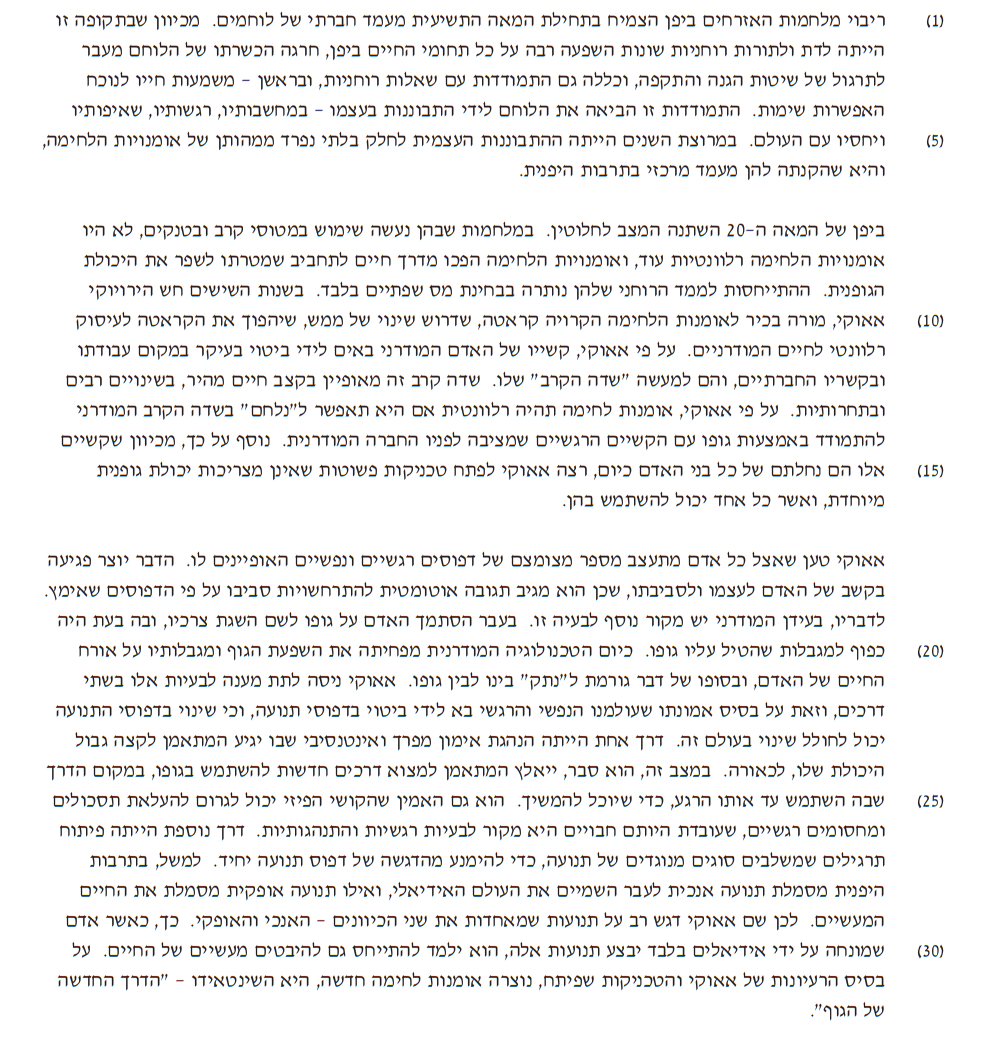 (1) ריבוי מלחמות האזרחים ביפן הצמיח בתחילת המאה התשיעית מעמד חברתי של לוחמים. מכיוון שבתקופה זו
הייתה לדת ולתורות רוחניות שונות השפעה רבה על כל תחומי החיים ביפן, חרגה הכשרתו של הלוחם מעבר
לתרגול של שיטות הגנה והתקפה, וכללה גם התמודדות עם שאלות רוחניות, ובראשן – משמעות חייו לנוכח
האפשרות שימות. התמודדות זו הביאה את הלוחם לידי התבוננות בעצמו – במחשבותיו, רגשותיו, שאיפותיו
(5) ויחסיו עם העולם. במרוצת השנים הייתה ההתבוננות העצמית לחלק בלתי נפרד ממהותן של אומנויות הלחימה,
והיא שהקנתה להן מעמד מרכזי בתרבות היפנית.
ביפן של המאה ה-20 השתנה המצב לחלוטין. במלחמות שבהן נעשה שימוש במטוסי קרב ובטנקים, לא היו
אומנויות הלחימה רלוונטיות עוד, ואומנויות הלחימה הפכו מדרך חיים לתחביב שמטרתו לשפר את היכולת
הגופנית. ההתייחסות לממד הרוחני שלהן נותרה בבחינת מס שפתיים בלבד. בשנות השישים חש הירויוקי
(10) אאוקי, מורה בכיר לאומנות הלחימה הקרויה קראטה, שדרוש שינוי של ממש, שיהפוך את הקראטה לעיסוק
רלוונטי לחיים המודרניים. על פי אאוקי, קשייו של האדם המודרני באים לידי ביטוי בעיקר במקום עבודתו
ובקשריו החברתיים, והם למעשה "שדה הקרב" שלו. שדה קרב זה מאופיין בקצב חיים מהיר, בשינויים רבים
ובתחרותיות. על פי אאוקי, אומנות לחימה תהיה רלוונטית אם היא תאפשר ל"נלחם" בשדה הקרב המודרני
להתמודד באמצעות גופו עם הקשיים הרגשיים שמציבה לפניו החברה המודרנית. נוסף על כך, מכיוון שקשיים
(15) אלו הם נחלתם של כל בני האדם כיום, רצה אאוקי לפתח טכניקות פשוטות שאינן מצריכות יכולת גופנית
מיוחדת, ואשר כל אחד יכול להשתמש בהן.
אאוקי טען שאצל כל אדם מתעצב מספר מצומצם של דפוסים רגשיים ונפשיים האופייניים לו. הדבר יוצר פגיעה
בקשב של האדם לעצמו ולסביבתו, שכן הוא מגיב תגובה אוטומטית להתרחשויות סביבו על פי הדפוסים שאימץ.
לדבריו, בעידן המודרני יש מקור נוסף לבעיה זו. בעבר הסתמך האדם על גופו לשם השגת צרכיו, ובה בעת היה
(20) כפוף למגבלות שהטיל עליו גופו. כיום הטכנולוגיה המודרנית מפחיתה את השפעת הגוף ומגבלותיו על אורח
החיים של האדם, ובסופו של דבר גורמת ל"נתק" בינו לבין גופו. אאוקי ניסה לתת מענה לבעיות אלו בשתי
דרכים, וזאת על בסיס אמונתו שעולמנו הנפשי והרגשי בא לידי ביטוי בדפוסי תנועה, וכי שינוי בדפוסי התנועה
יכול לחולל שינוי בעולם זה. דרך אחת הייתה הנהגת אימון מפרך ואינטנסיבי שבו יגיע המתאמן לקצה גבול
היכולת שלו, לכאורה. במצב זה, הוא סבר, ייאלץ המתאמן למצוא דרכים חדשות להשתמש בגופו, במקום הדרך
(25) שבה השתמש עד אותו הרגע, כדי שיוכל להמשיך. הוא גם האמין שהקושי הפיזי יכול לגרום להעלאת תסכולים
ומחסומים רגשיים, שעובדת היותם חבויים היא מקור לבעיות רגשיות והתנהגותיות. דרך נוספת הייתה פיתוח
תרגילים שמשלבים סוגים מנוגדים של תנועה, כדי להימנע מהדגשה של דפוס תנועה יחיד. למשל, בתרבות
היפנית מסמלת תנועה אנכית לעבר השמיים את העולם האידיאלי, ואילו תנועה אופקית מסמלת את החיים
המעשיים. לכן שם אאוקי דגש רב על תנועות שמאחדות את שני הכיוונים – האנכי והאופקי. כך, כאשר אדם
(30) שמונחה על ידי אידיאלים בלבד יבצע תנועות אלה, הוא ילמד להתייחס גם להיבטים מעשיים של החיים. על
בסיס הרעיונות של אאוקי והטכניקות שפיתח, נוצרה אומנות לחימה חדשה, היא השינטאידו – "הדרך החדשה
של הגוף".